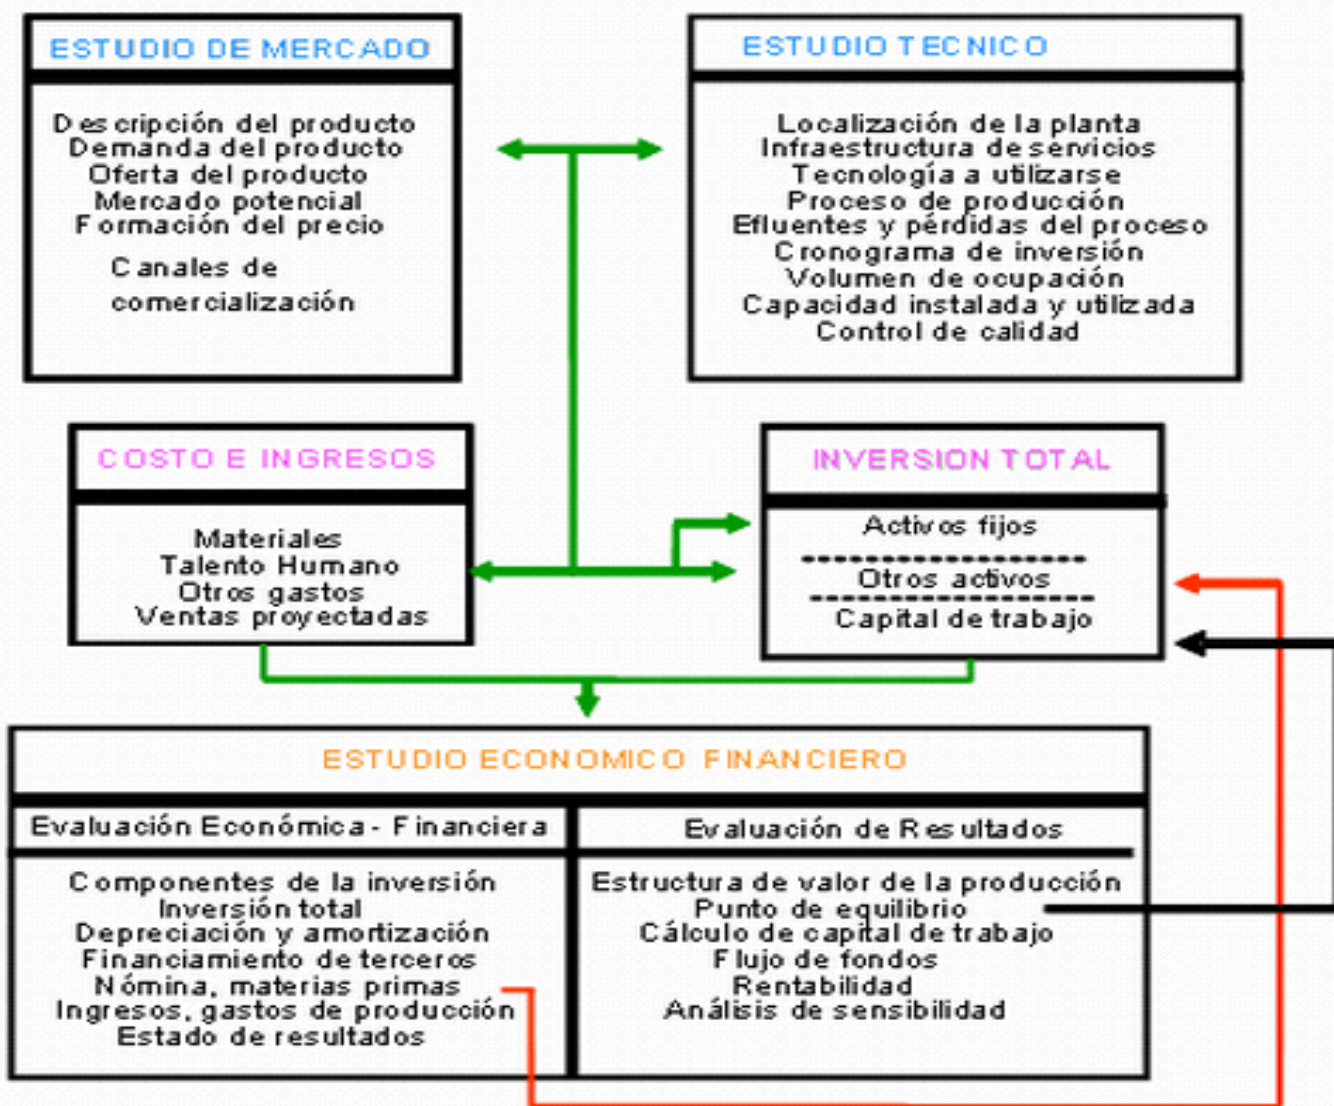 ESTUDIO DE MERCADO
Descripción del producto
Demanda del producto
Oferta del producto
Mercado potencial
Formación del precio
Canales de
comercialización
ESTUDIO TECNICO
Localización de la planta
Infraestructura de servicios
Tecnología a utilizarse
Proceso de producción
Efluentes y pérdidas del proceso
Cronograma de inversión
Volumen de ocupación
Capacidad instalada y utilizada
Control de calidad
COSTO E INGRESOS
Materiales
Talento Humano
Otros gastos
Ventas proyectadas
INVERSION TOTAL
Activos fijos
Otros activos
Capital de trabajo
ESTUDIO ECONOMICO FINANCIERO
Evaluación Económica - Financiera
Componentes de la inversión
Inversión total
Depreciación y amortización
Financiamiento de terceros
Nómina, materias primas
Ingresos, gastos de producción
Estado de resultados
Evaluación de Resultados
Estructura de valor de la producción
Punto de equilibrio
Cálculo de capital de trabajo
Flujo de fondos
Rentabilidad
Análisis de sensibilidad